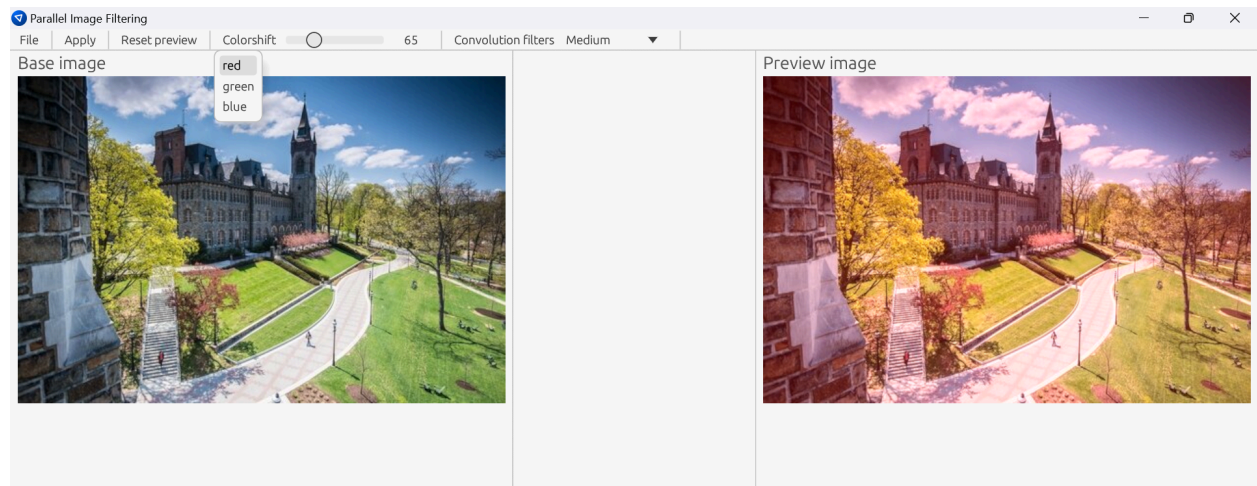 Parallel Image Filtering
File Apply Reset preview Colorshift 65 Convolution filters Medium
Base image
red
green
blue
Preview image